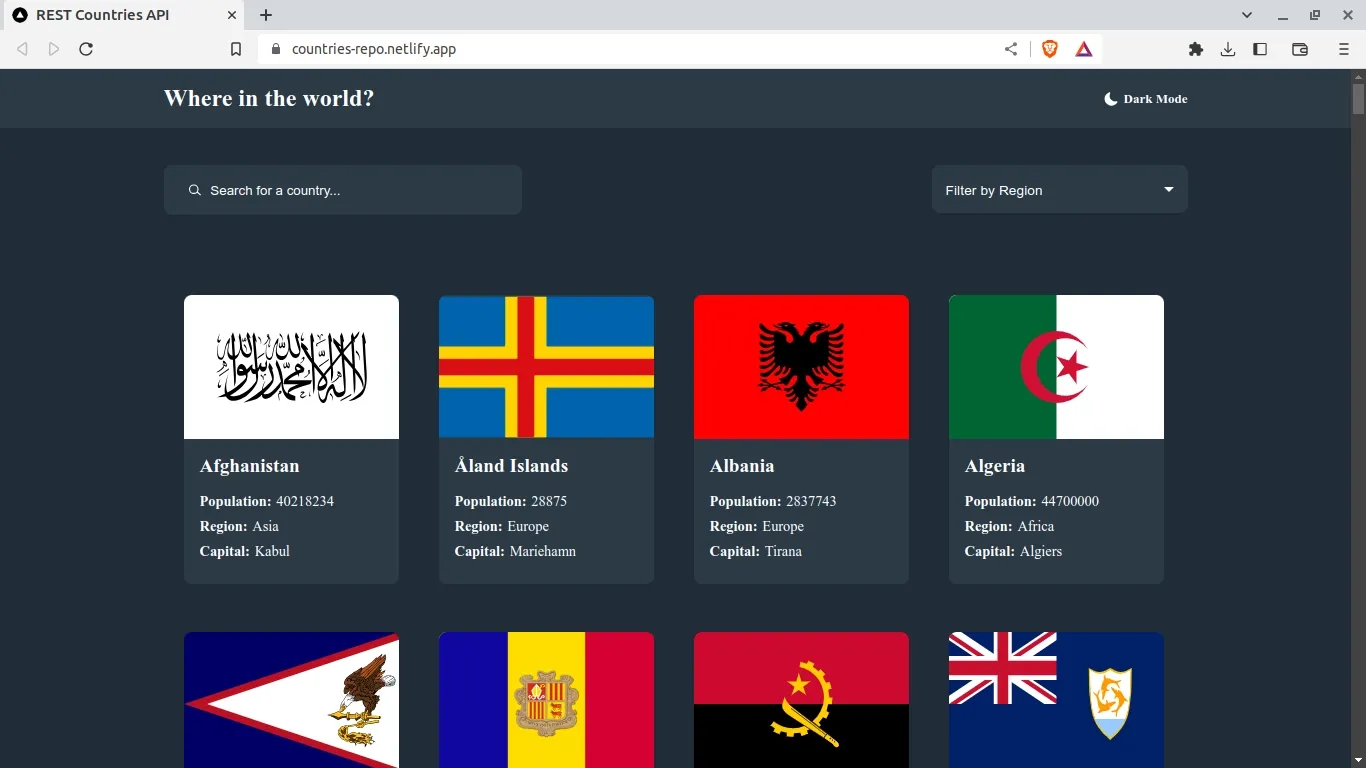 REST Countries API
countries-repo.netlify.app
Where in the world?
Dark Mode
Search for a country...
Filter by Region
لا إله إلا الله محمد رسول الله
Afghanistan
Population: 40218234
Region: Asia
Capital: Kabul
Åland Islands
Population: 28875
Region: Europe
Capital: Mariehamn
Albania
Population: 2837743
Region: Europe
Capital: Tirana
Algeria
Population: 44700000
Region: Africa
Capital: Algiers